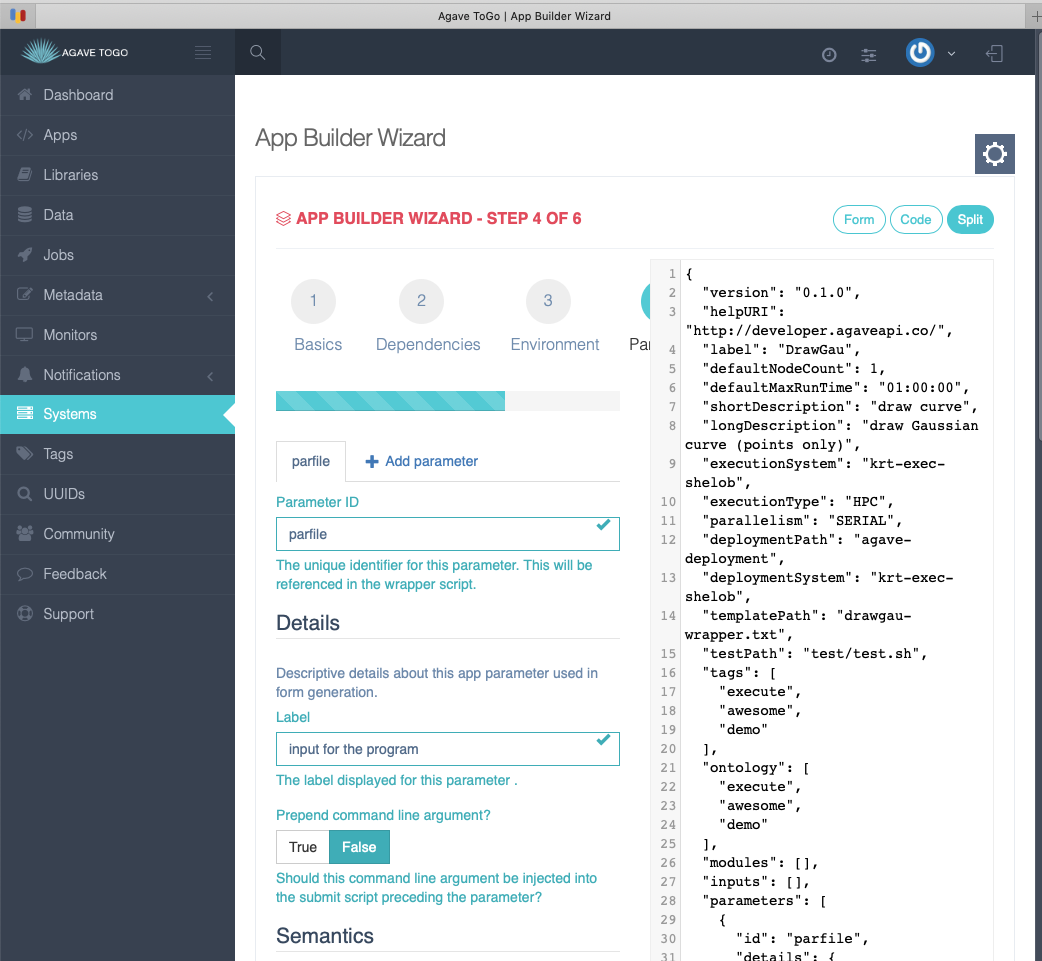 Agave ToGo | App Builder Wizard
AGAVE TOGO
Dashboard
Apps
Libraries
Data
Jobs
Metadata
Monitors
Notifications
Systems
Tags
UUIDs
Community
Feedback
Support
App Builder Wizard
APP BUILDER WIZARD - STEP 4 OF 6
Form
Code
Split
1
2
3
Basics
Dependencies
Environment
Par
parfile
Add parameter
Parameter ID
parfile
The unique identifier for this parameter. This will be
referenced in the wrapper script.
Details
Descriptive details about this app parameter used in
form generation.
Label
input for the program
The label displayed for this parameter .
Prepend command line argument?
True
False
Should this command line argument be injected into
the submit script preceding the parameter?
Semantics
1 {
2 "version": "0.1.0",
3 "helpURI":
"http://developer.agaveapi.co/",
4 "label": "DrawGau",
5 "defaultNodeCount": 1,
6 "defaultMaxRunTime": "01:00:00",
7 "shortDescription": "draw curve",
8 "longDescription": "draw Gaussian
curve (points only)",
9 "executionSystem": "krt-exec-
shelob",
10 "executionType": "HPC",
11 "parallelism": "SERIAL",
12 "deploymentPath": "agave-
deployment",
13 "deploymentSystem": "krt-exec-
shelob",
14 "templatePath": "drawgau-
wrapper.txt",
15 "testPath": "test/test.sh",
16 "tags": [
17 "execute",
18 "awesome",
19 "demo"
20 ],
21 "ontology": [
22 "execute",
23 "awesome",
24 "demo"
25 ],
26 "modules": [],
27 "inputs": [],
28 "parameters": [
29 {
30 "id": "parfile",
31 "details": {